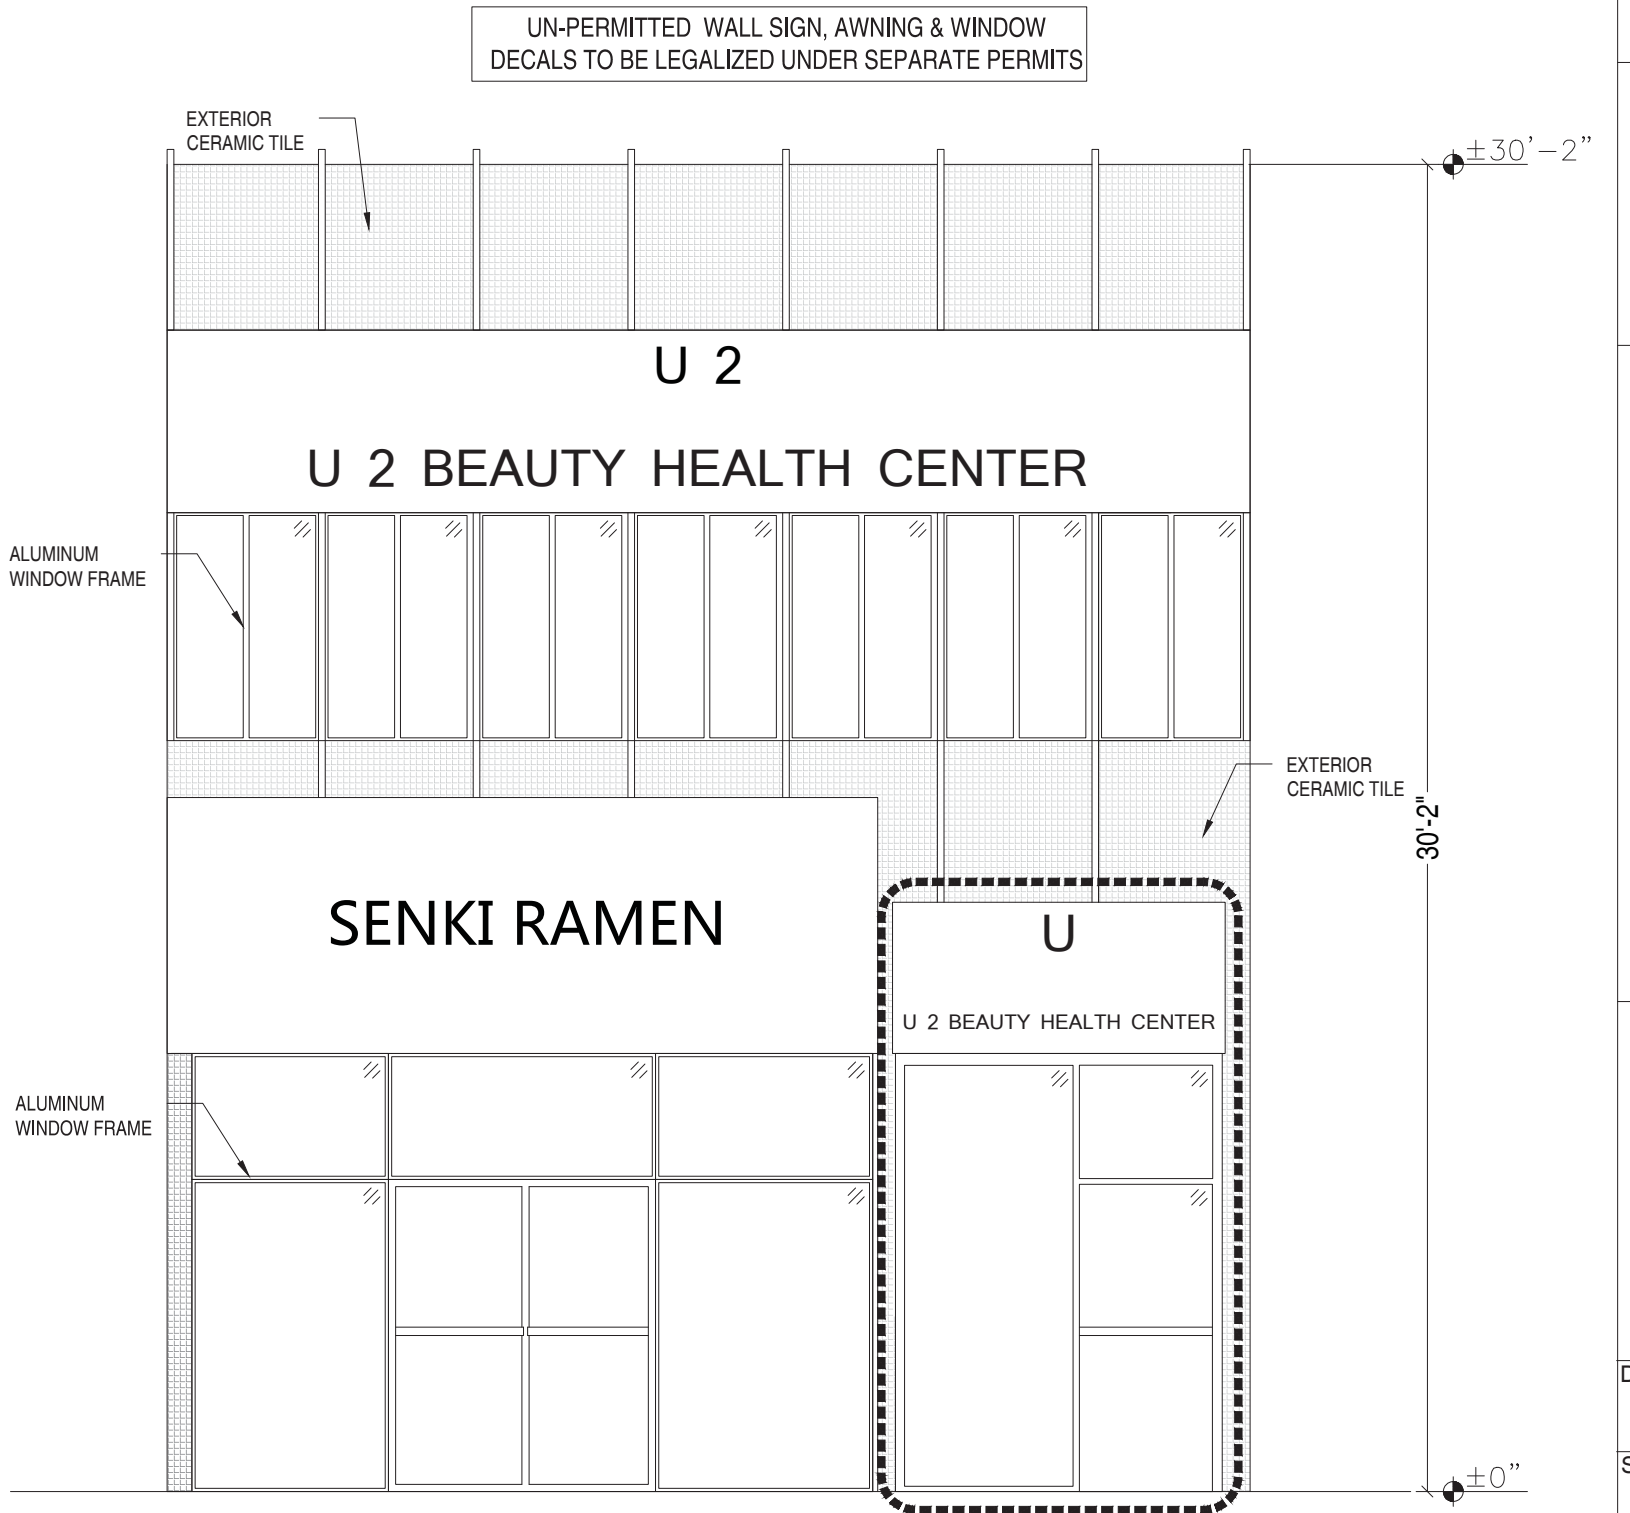 UN-PERMITTED WALL SIGN, AWNING & WINDOW
DECALS TO BE LEGALIZED UNDER SEPARATE PERMITS
EXTERIOR
CERAMIC TILE
±30'-2"
U 2
U 2 BEAUTY HEALTH CENTER
ALUMINUM
WINDOW FRAME
EXTERIOR
CERAMIC TILE
30'-2"
SENKI RAMEN
U
U 2 BEAUTY HEALTH CENTER
ALUMINUM
WINDOW FRAME
±0"